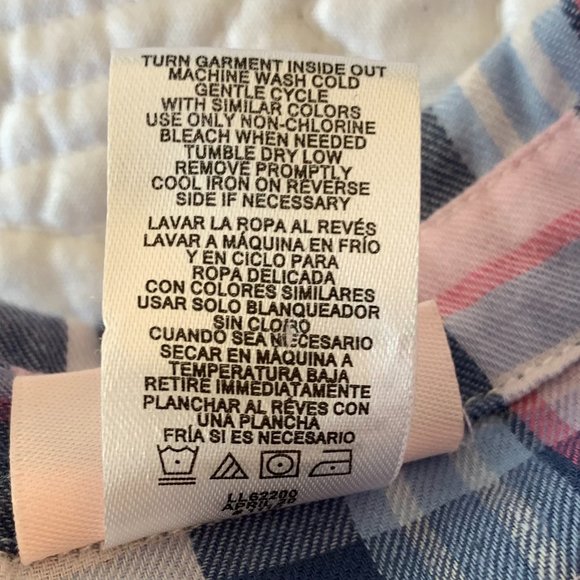 TURN GARMENT INSIDE OUT
MACHINE WASH COLD
GENTLE CYCLE
WITH SIMILAR COLORS
USE ONLY NON-CHLORINE
BLEACH WHEN NEEDED
TUMBLE DRY LOW
REMOVE PROMPTLY
COOL IRON ON REVERSE
SIDE IF NECESSARY
LAVAR LA ROPA AL REVÉS
LAVAR A MÁQUINA EN FRÍO
Y EN CICLO PARA
ROPA DELICADA
CON COLORES SIMILARES
USAR SOLO BLANQUEADOR
SIN CLORO
CUANDO SEA NECESARIO
SECAR EN MÁQUINA A
TEMPERATURA BAJA
RETIRE IMMEDIATAMENTE
PLANCHAR AL RÉVES CON
UNA PLANCHA
FRÍA SI ES NECESARIO
LL62200
APRIL, 20